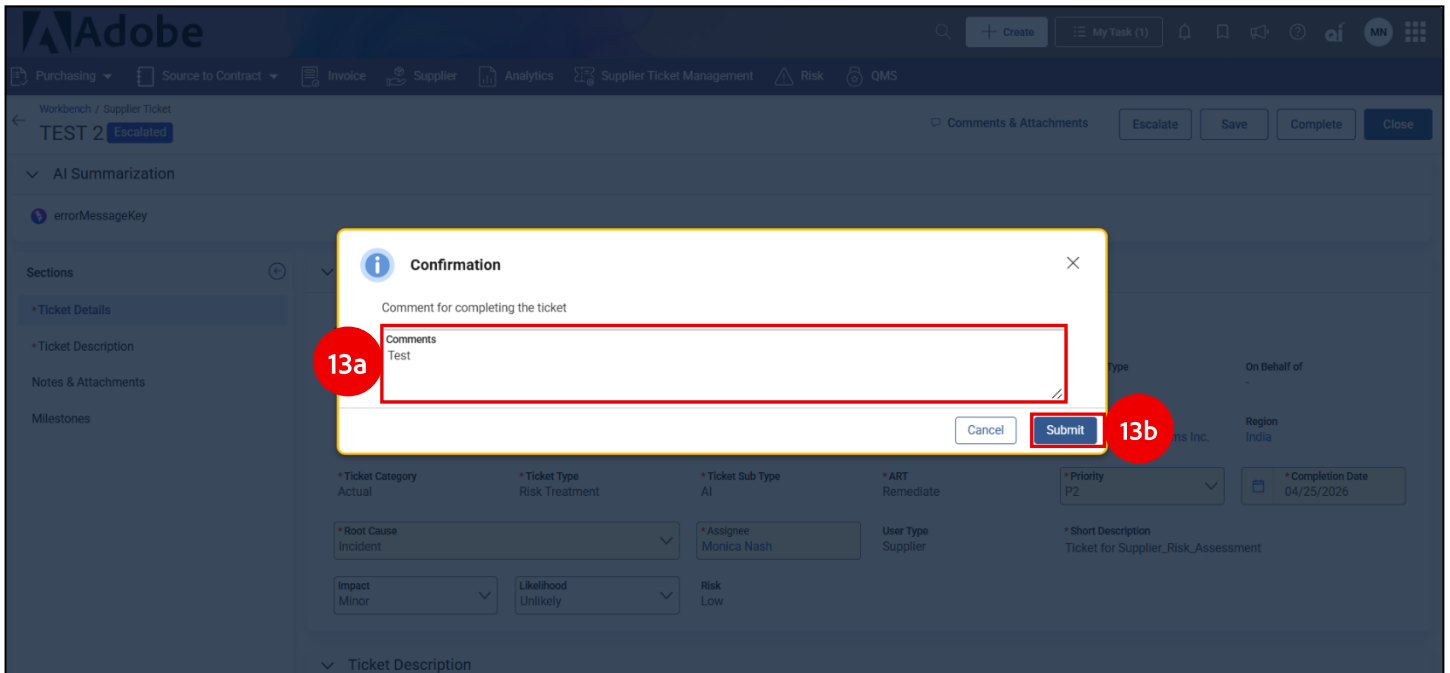 Adobe
Create
My Task (1)
MN
Purchasing
Source to Contract
Invoice
Supplier
Analytics
Supplier Ticket Management
Risk
QMS
Workbench / Supplier Ticket
TEST 2 Escalated
Comments & Attachments
Escalate
Save
Complete
Close
AI Summarization
errorMessageKey
Sections
*Ticket Details
*Ticket Description
Notes & Attachments
Milestones
Confirmation
Comment for completing the ticket
13a
Comments
Test
Cancel
Submit
13b
Type
On Behalf of
-
ns Inc.
Region
India
*Ticket Category
Actual
*Ticket Type
Risk Treatment
*Ticket Sub Type
AI
*ART
Remediate
*Priority
P2
*Completion Date
04/25/2026
*Root Cause
Incident
*Assignee
Monica Nash
User Type
Supplier
*Short Description
Ticket for Supplier_Risk_Assessment
Impact
Minor
Likelihood
Unlikely
Risk
Low
Ticket Description